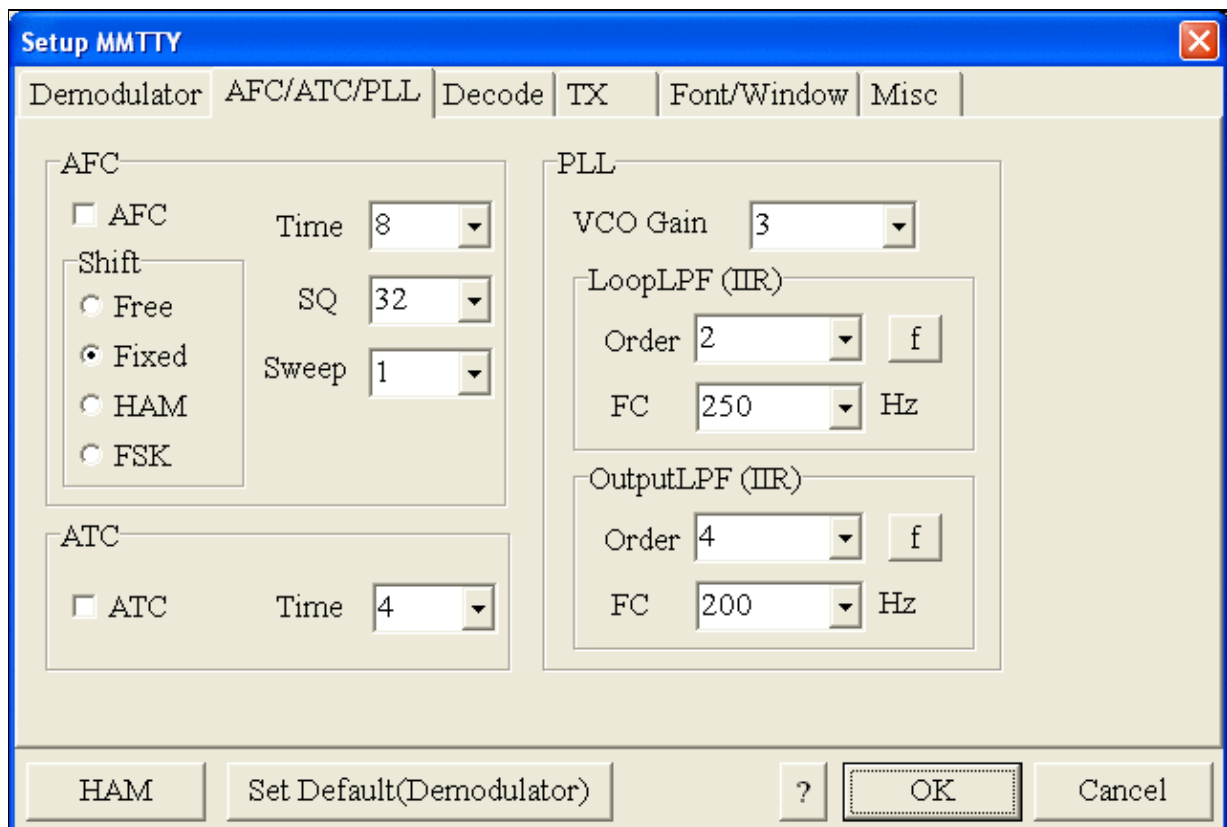 Setup MMTTY
Demodulator AFC/ATC/PLL Decode TX Font/Window Misc
AFC
AFC
Time 8
Shift
Free
SQ 32
Fixed
Sweep 1
HAM
FSK
ATC
ATC
Time 4
PLL
VCO Gain 3
LoopLPF (IIR)
Order 2 f
FC 250 Hz
OutputLPF (IIR)
Order 4 f
FC 200 Hz
HAM Set Default(Demodulator) ? OK Cancel